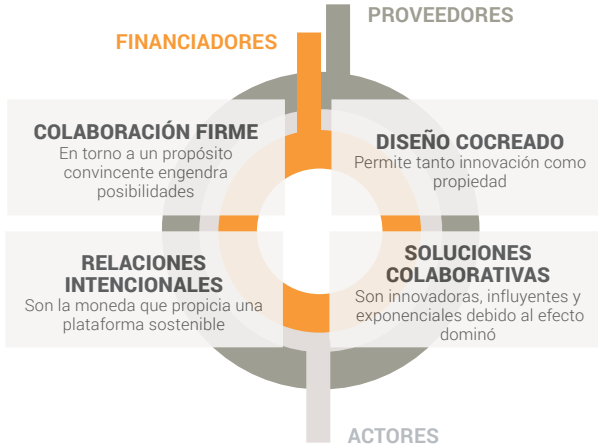 PROVEEDORES
FINANCIADORES
COLABORACIÓN FIRME
En torno a un propósito
convincente engendra
posibilidades
DISEÑO COCREADO
Permite tanto innovación como
propiedad
RELACIONES
INTENCIONALES
Son la moneda que propicia una
plataforma sostenible
SOLUCIONES
COLABORATIVAS
Son innovadoras, influyentes y
exponenciales debido al efecto
dominó
ACTORES